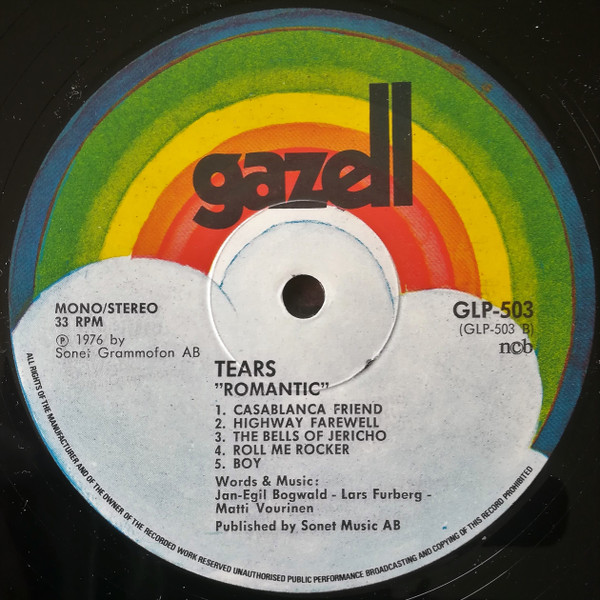 gazell
MONO/STEREO
33 RPM
℗ 1976 by
Sonet Grammofon AB
GLP-503
(GLP-503 B)
ncb
TEARS
"ROMANTIC"
1. CASABLANCA FRIEND
2. HIGHWAY FAREWELL
3. THE BELLS OF JERICHO
4. ROLL ME ROCKER
5. BOY
Words & Music:
Jan-Egil Bogwald - Lars Furberg -
Matti Vourinen
Published by Sonet Music AB
ALL RIGHTS OF THE MANUFACTURER AND OF THE OWNER OF THE RECORDED WORK RESERVED UNAUTHORISED PUBLIC PERFORMANCE BROADCASTING AND COPYING OF THIS RECORD PROHIBITED